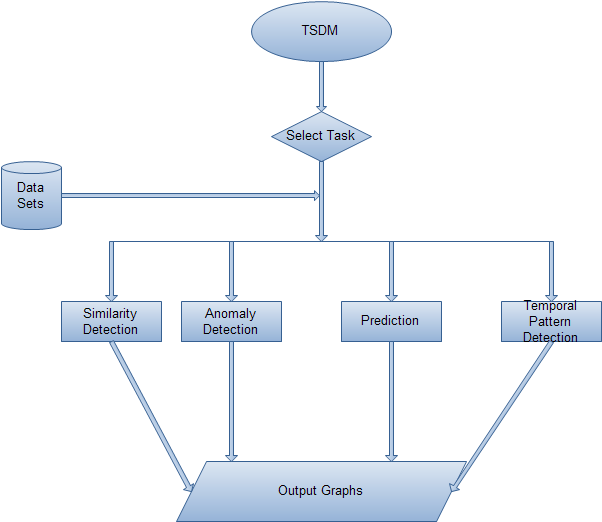 TSDM
Select Task
Data
Sets
Similarity
Detection
Anomaly
Detection
Prediction
Temporal
Pattern
Detection
Output Graphs